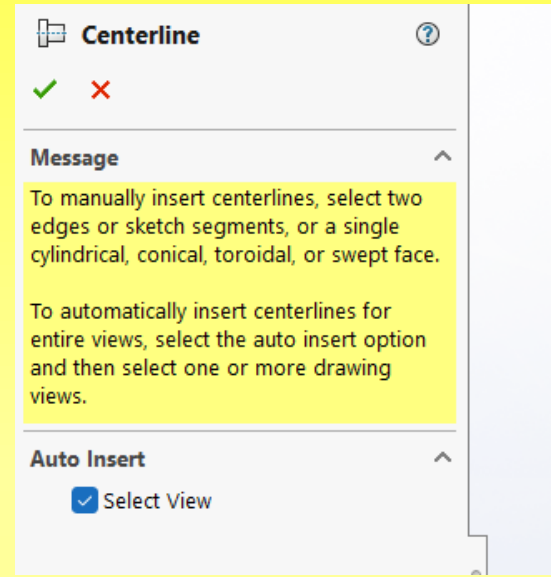 Centerline
Message
To manually insert centerlines, select two
edges or sketch segments, or a single
cylindrical, conical, toroidal, or swept face.
To automatically insert centerlines for
entire views, select the auto insert option
and then select one or more drawing
views.
Auto Insert
Select View